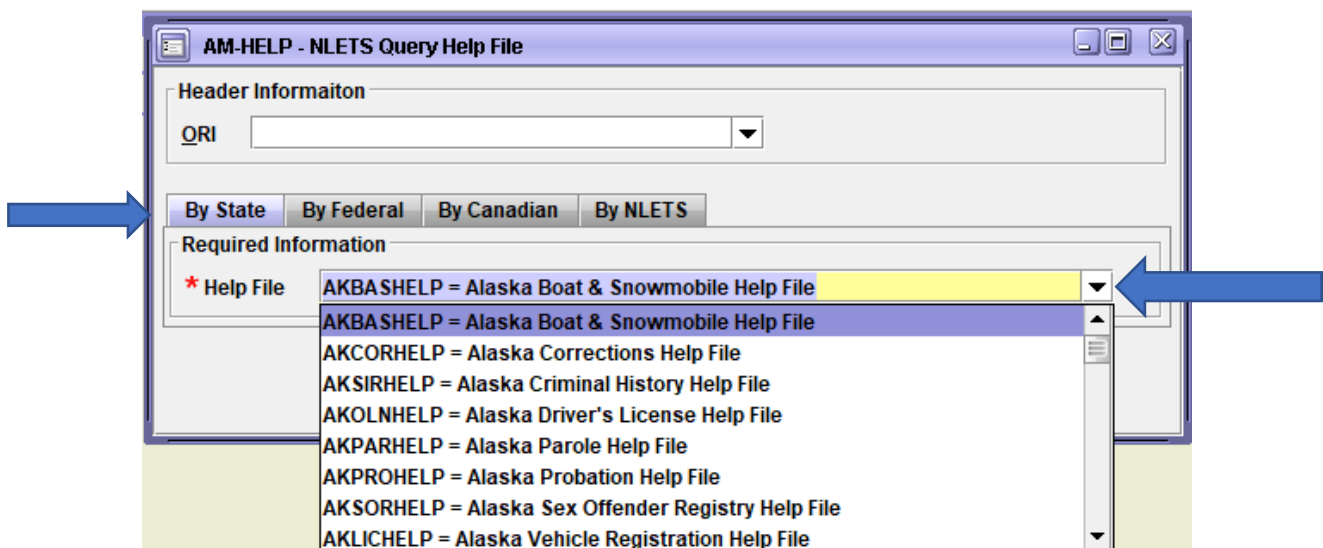 AM-HELP - NLETS Query Help File
Header Informaiton
ORI
By State By Federal By Canadian By NLETS
Required Information
* Help File AKBASHELP = Alaska Boat & Snowmobile Help File
AKBASHELP = Alaska Boat & Snowmobile Help File
AKCORHELP = Alaska Corrections Help File
AKSIRHELP = Alaska Criminal History Help File
AKOLNHELP = Alaska Driver's License Help File
AKPARHELP = Alaska Parole Help File
AKPROHELP = Alaska Probation Help File
AKSORHELP = Alaska Sex Offender Registry Help File
AKLICHELP = Alaska Vehicle Registration Help File